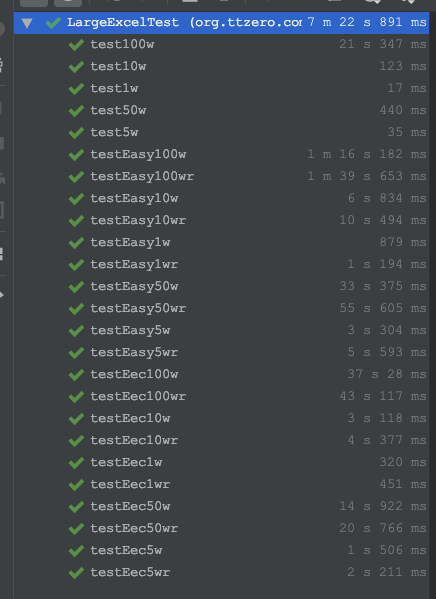 LargeExcelTest (org.ttzero.cor 7 m 22 s 891 ms
test100w 21 s 347 ms
test10w 123 ms
test1w 17 ms
test50w 440 ms
test5w 35 ms
testEasy100w 1 m 16 s 182 ms
testEasy100wr 1 m 39 s 653 ms
testEasy10w 6 s 834 ms
testEasy10wr 10 s 494 ms
testEasy1w 879 ms
testEasy1wr 1 s 194 ms
testEasy50w 33 s 375 ms
testEasy50wr 55 s 605 ms
testEasy5w 3 s 304 ms
testEasy5wr 5 s 593 ms
testEec100w 37 s 28 ms
testEec100wr 43 s 117 ms
testEec10w 3 s 118 ms
testEec10wr 4 s 377 ms
testEec1w 320 ms
testEec1wr 451 ms
testEec50w 14 s 922 ms
testEec50wr 20 s 766 ms
testEec5w 1 s 506 ms
testEec5wr 2 s 211 ms